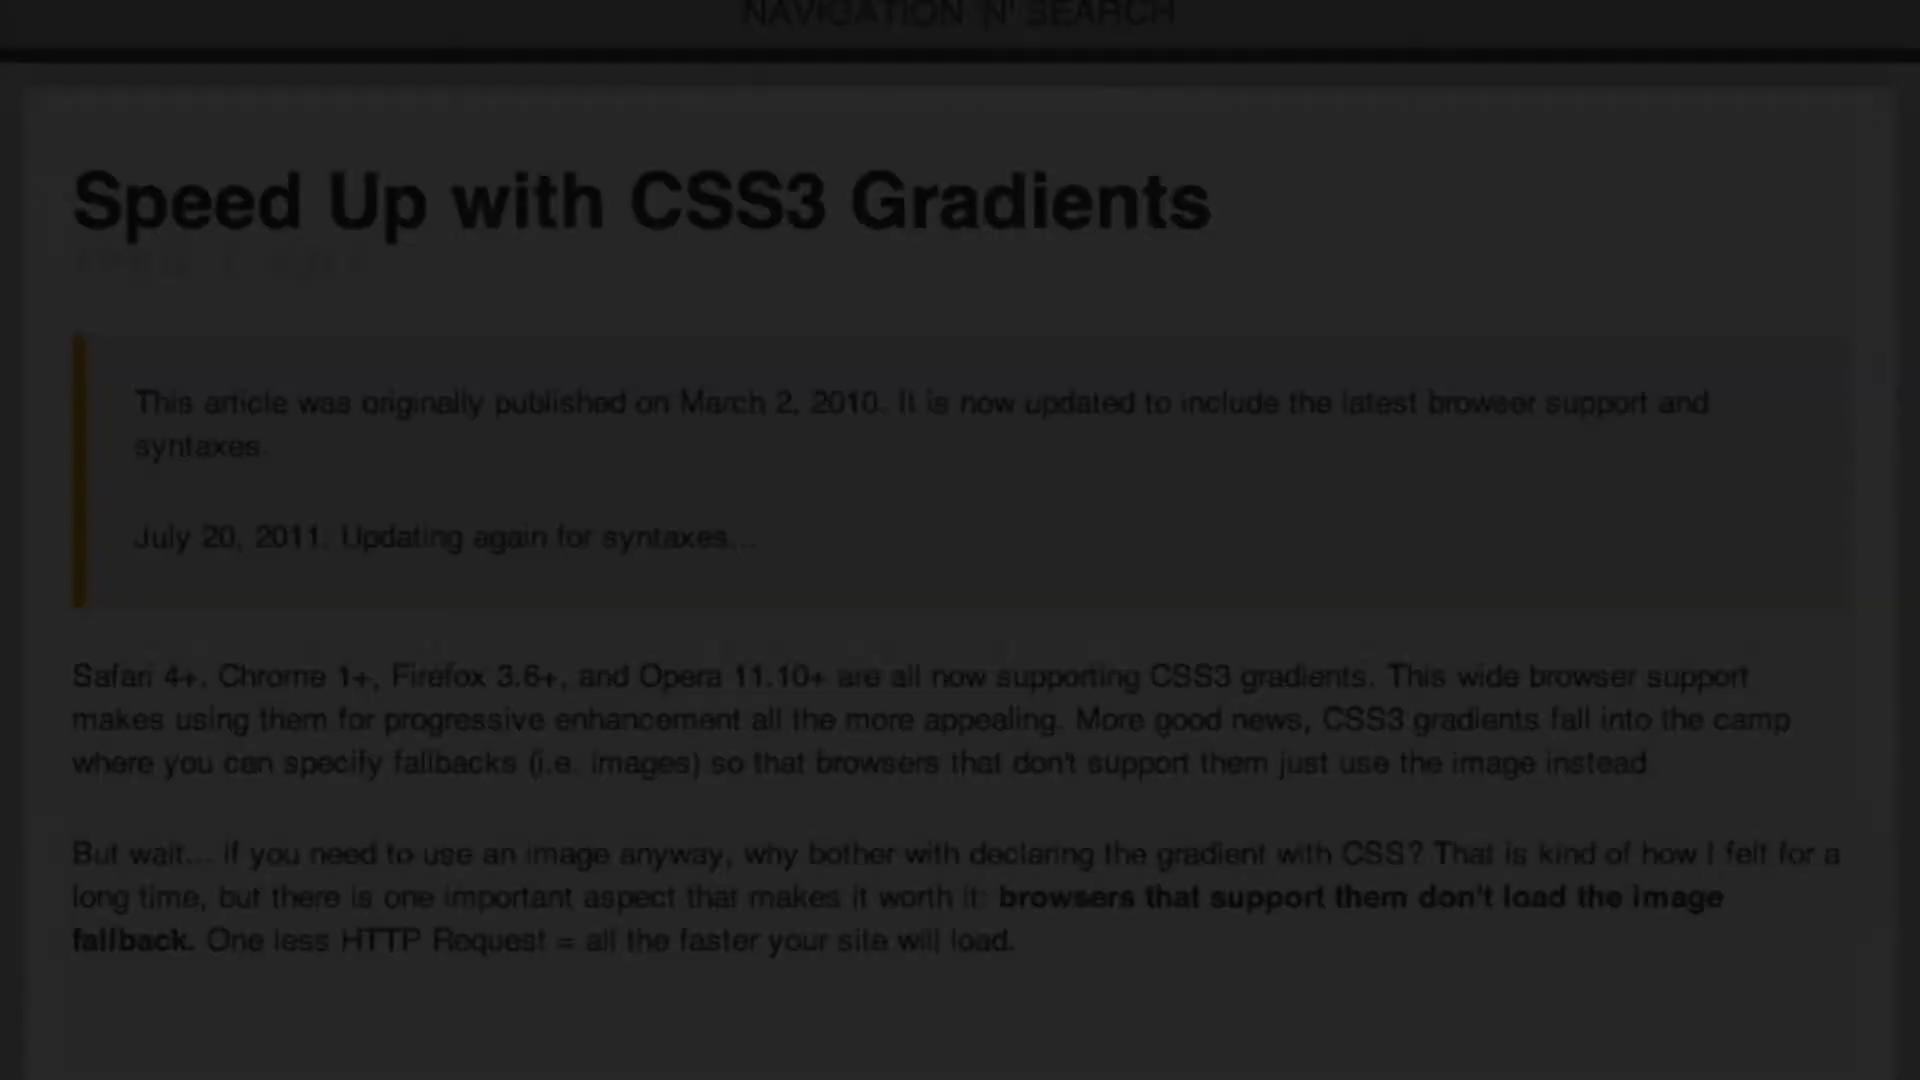 NAVIGATION 'N' SEARCH
Speed Up with CSS3 Gradients
This article was originally published on March 2, 2010. It is now updated to include the latest browser support and
syntaxes.
July 20, 2011: Updating again for syntaxes...
Safari 4+, Chrome 1+, Firefox 3.6+, and Opera 11.10+ are all now supporting CSS3 gradients. This wide browser support
makes using them for progressive enhancement all the more appealing. More good news, CSS3 gradients fall into the camp
where you can specify fallbacks (i.e. images) so that browsers that don't support them just use the image instead.
But wait... if you need to use an image anyway, why bother with declaring the gradient with CSS? That is kind of how I felt for a
long time, but there is one important aspect that makes it worth it: browsers that support them don't load the image
fallback. One less HTTP Request = all the faster your site will load.